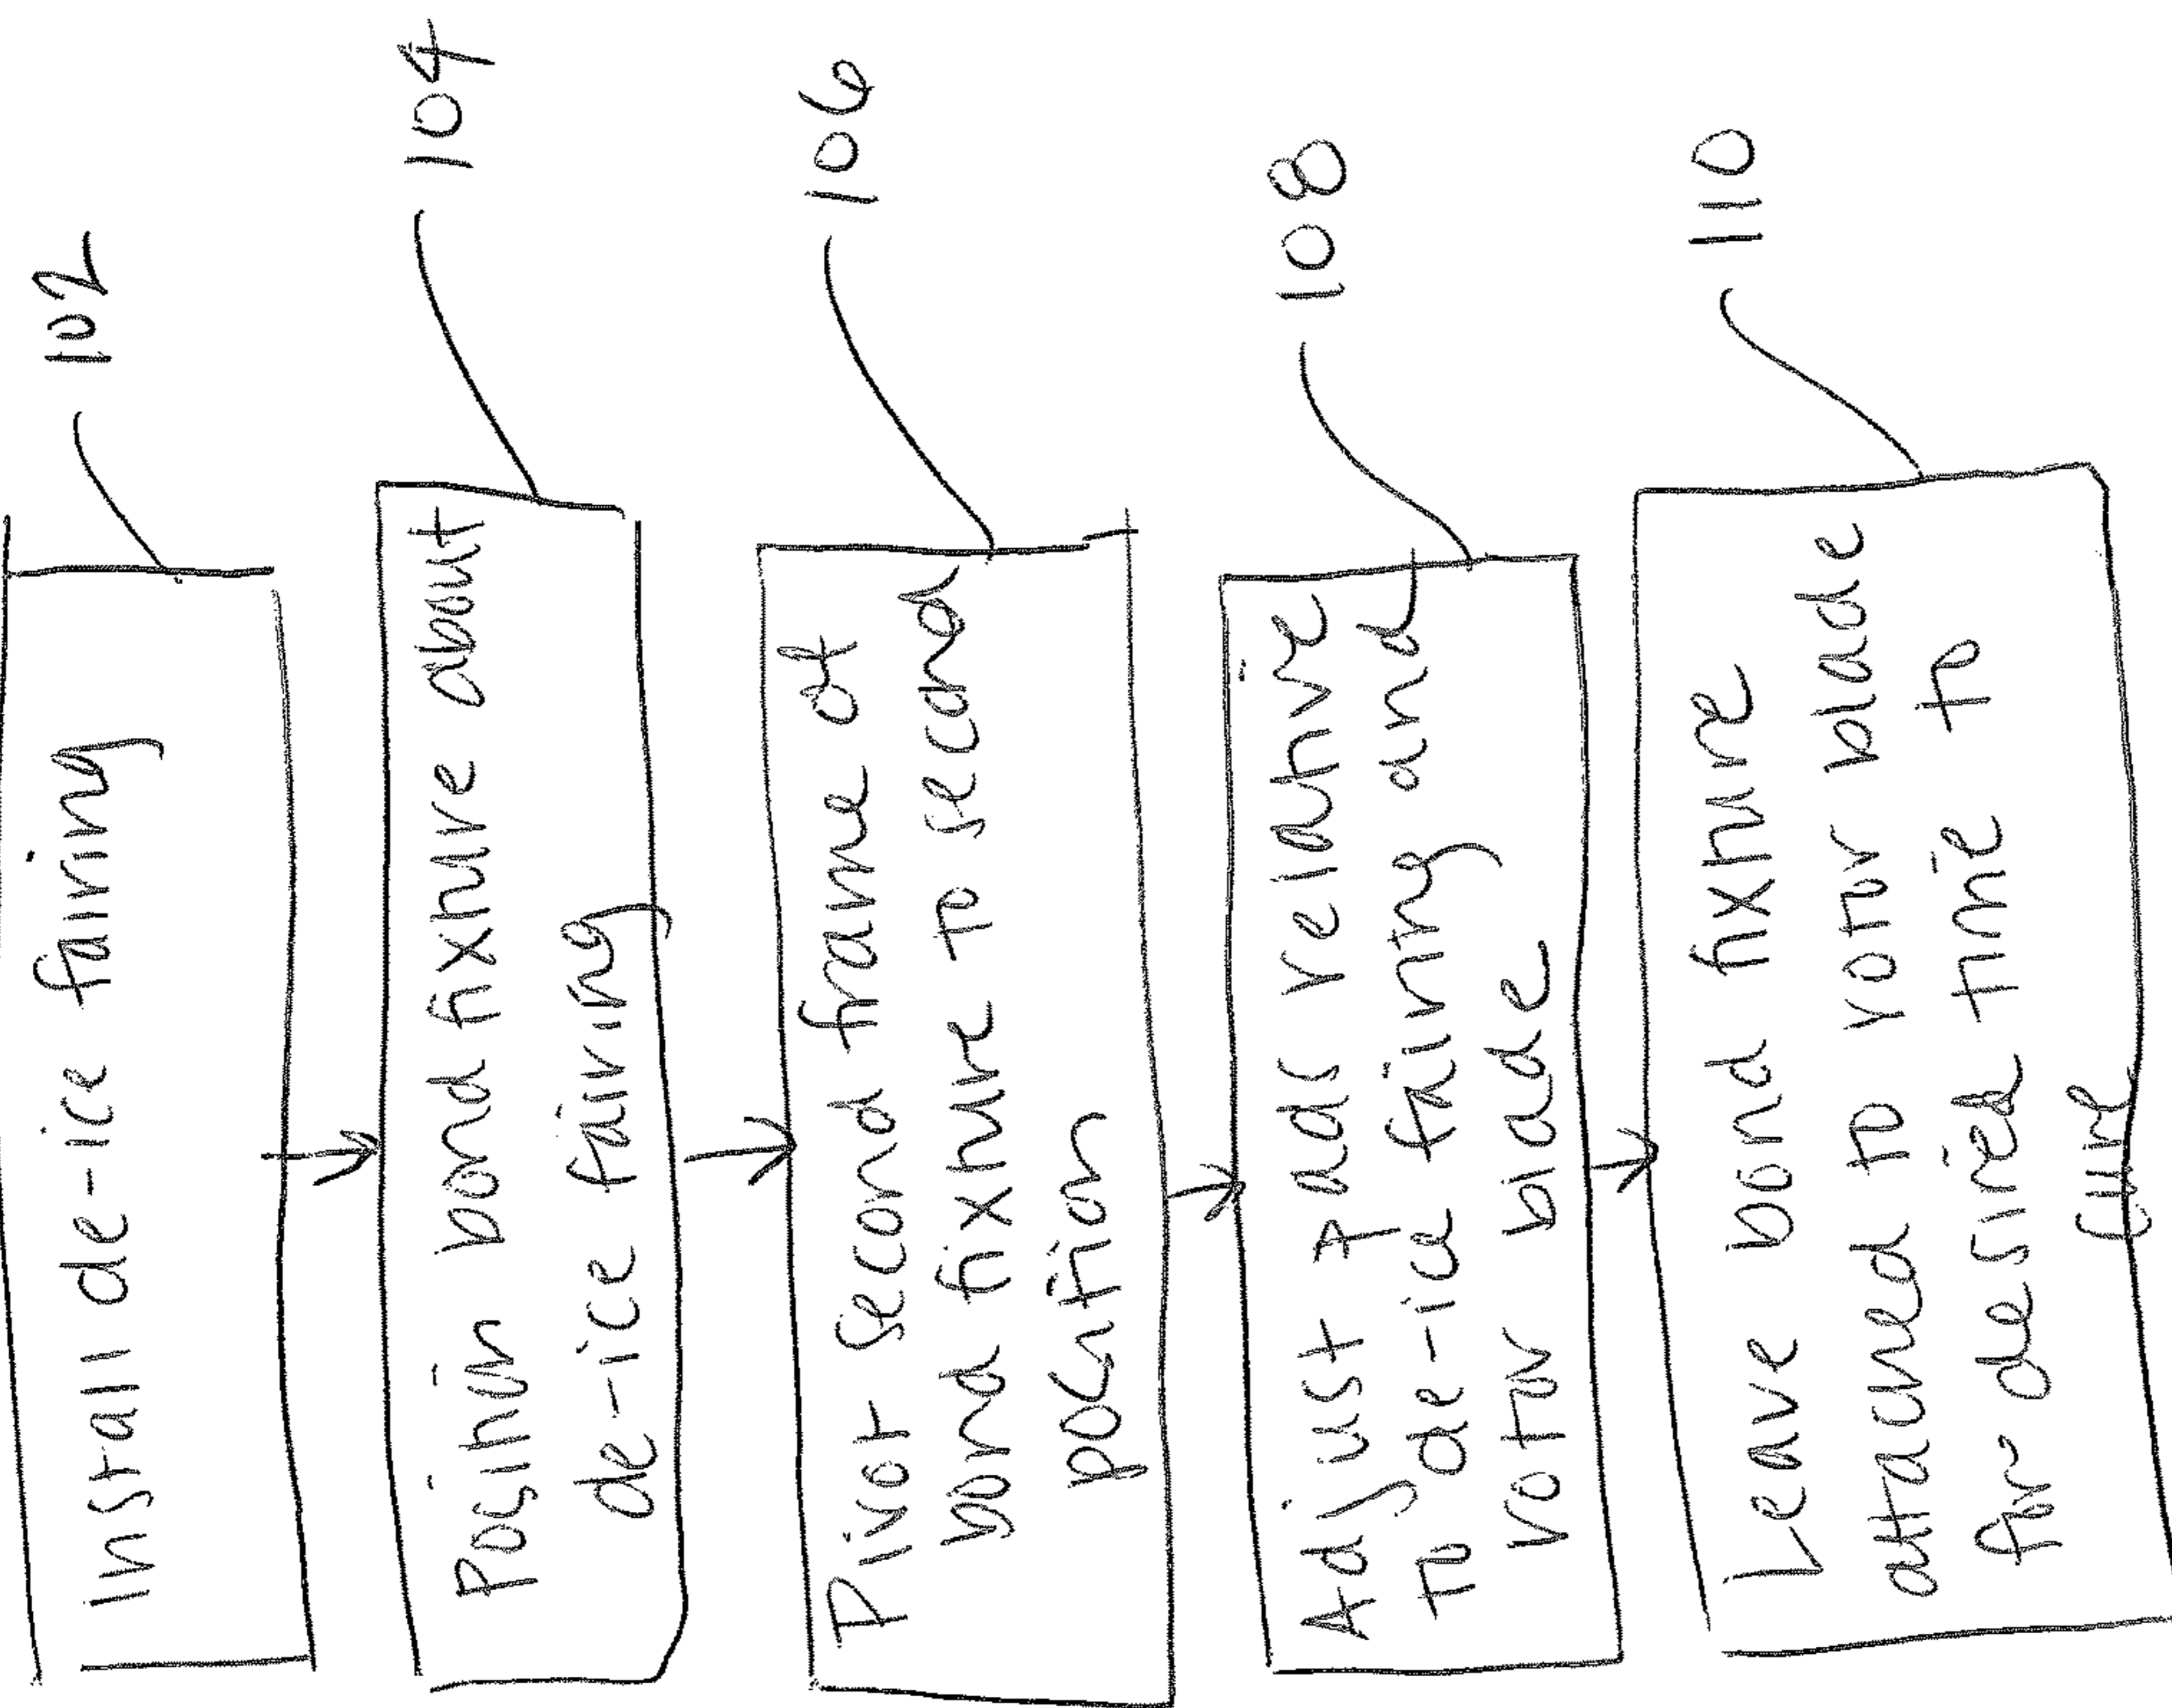 Install de-ice fairing
102
Position bond fixture about
de-ice fairing
104
Pivot second frame of
bond fixture to second
position
106
Adjust pads relative
to de-ice fairing and
rotor blade
108
Leave bond fixture
attached to rotor blade
for desired time to
cure
110